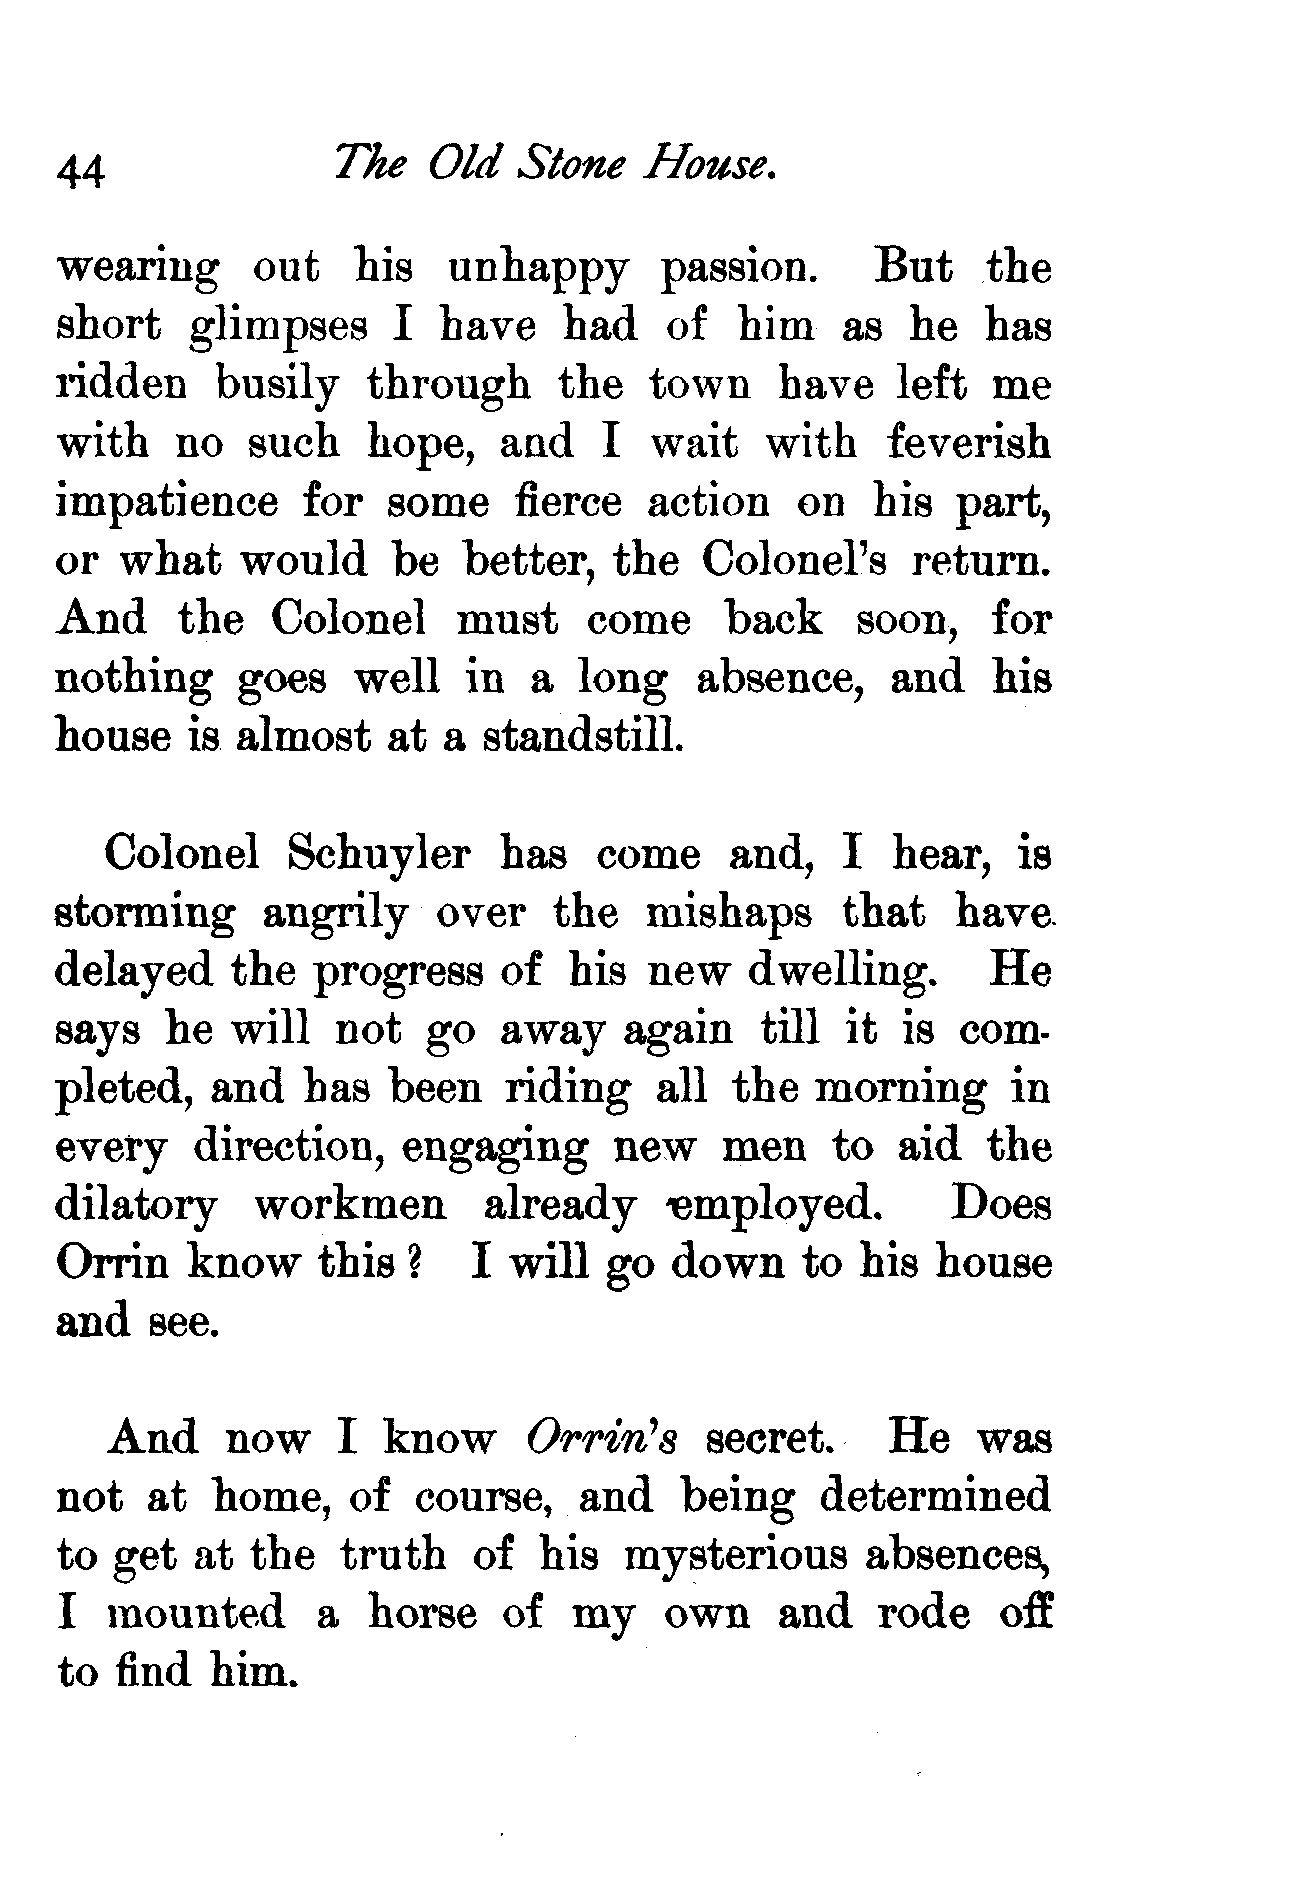 44 The Old Stone House.
wearing out his unhappy passion. But the
short glimpses I have had of him as he has
ridden busily through the town have left me
with no such hope, and I wait with feverish
impatience for some fierce action on his part,
or what would be better, the Colonel's return.
And the Colonel must come back soon, for
nothing goes well in a long absence, and his
house is almost at a standstill.
Colonel Schuyler has come and, I hear, is
storming angrily over the mishaps that have
delayed the progress of his new dwelling. He
says he will not go away again till it is com-
pleted, and has been riding all the morning in
every direction, engaging new men to aid the
dilatory workmen already employed. Does
Orrin know this? I will go down to his house
and see.
And now I know Orrin's secret. He was
not at home, of course, and being determined
to get at the truth of his mysterious absences,
I mounted a horse of my own and rode off
to find him.